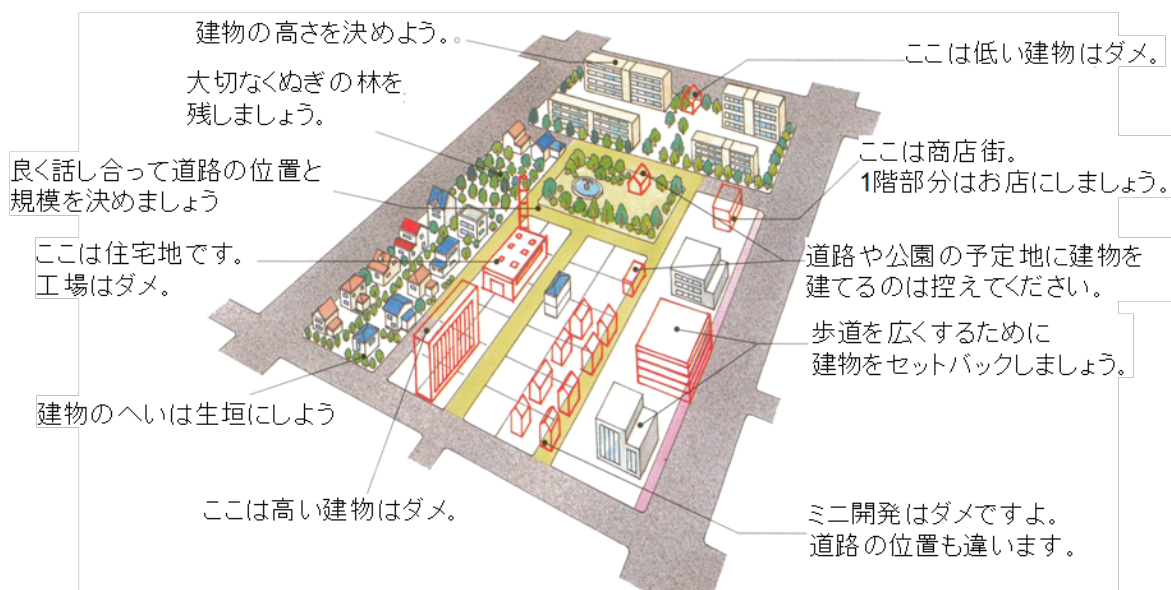 建物の高さを決めよう。
ここは低い建物はダメ。
大切なくぬぎの林を
残しましょう。
良く話し合って道路の位置と
規模を決めましょう
ここは商店街。
1階部分はお店にしましょう。
ここは住宅地です。
工場はダメ。
道路や公園の予定地に建物を
建てるのは控えてください。
歩道を広くするために
建物をセットバックしましょう。
建物のへいは生垣にしよう
ここは高い建物はダメ。
ミニ開発はダメですよ。
道路の位置も違います。